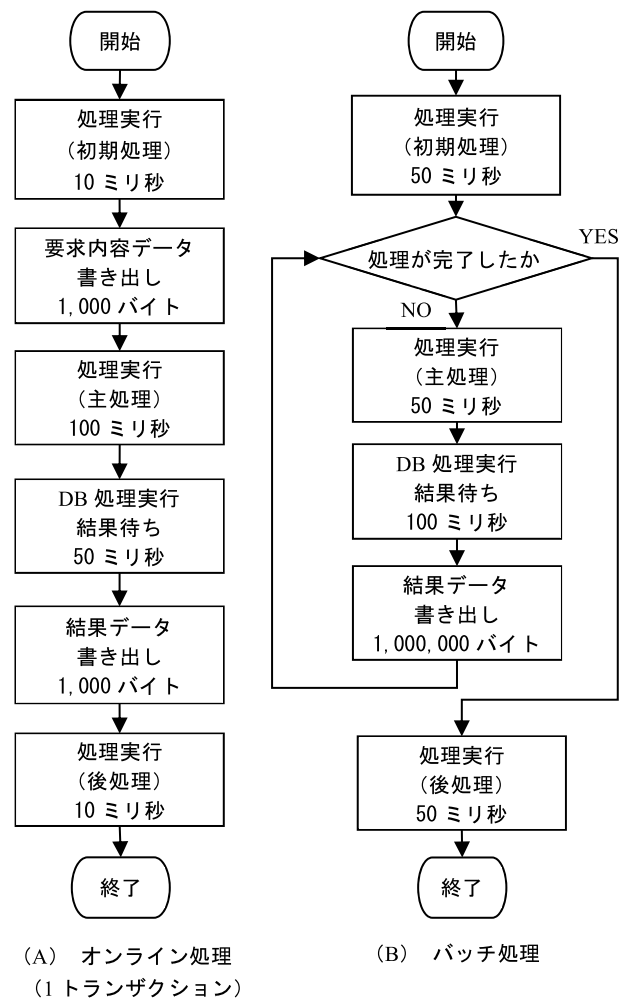 開始
処理実行
（初期処理）
10 ミリ秒
要求内容データ
書き出し
1,000 バイト
処理実行
（主処理）
100 ミリ秒
DB 処理実行
結果待ち
50 ミリ秒
結果データ
書き出し
1,000 バイト
処理実行
（後処理）
10 ミリ秒
終了
（A） オンライン処理
（1 トランザクション）
開始
処理実行
（初期処理）
50 ミリ秒
処理が完了したか
YES
NO
処理実行
（主処理）
50 ミリ秒
DB 処理実行
結果待ち
100 ミリ秒
結果データ
書き出し
1,000,000 バイト
処理実行
（後処理）
50 ミリ秒
終了
（B） バッチ処理